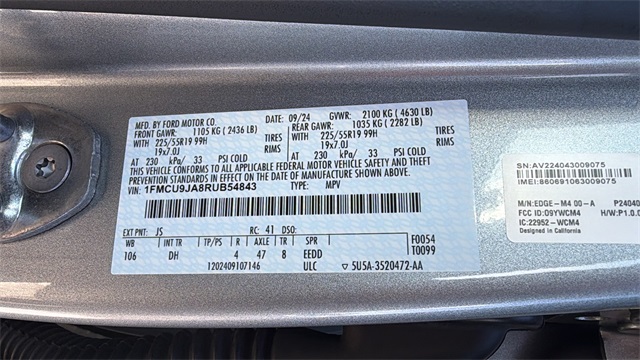 MFD. BY FORD MOTOR CO. DATE: 09/24 GVWR: 2100 KG (4630 LB)
FRONT GAWR: 1105 KG (2436 LB) REAR GAWR: 1035 KG (2282 LB)
WITH 225/55R19 99H TIRES WITH 225/55R19 99H TIRES
19x7.0J RIMS 19x7.0J RIMS
AT 230 kPa/ 33 PSI COLD AT 230 kPa/ 33 PSI COLD
THIS VEHICLE CONFORMS TO ALL APPLICABLE FEDERAL MOTOR VEHICLE SAFETY AND
THEFT PREVENTION STANDARDS IN EFFECT ON THE DATE OF MANUFACTURE SHOWN ABOVE.
VIN: 1FMCU9JA8RUB54843 TYPE: MPV
EXT PNT: JS RC: 41 DSO:
WB INT TR TP/PS R AXLE TR SPR F0054
106 DH 4 47 8 EEDD T0099
1202409107146 ULC 5U5A-3520472-AA
SN:AV224043009075
IMEI:860691063009075
M/N:EDGE-M4 00-A P24040
FCC ID:09YWCM4 H/W:P1.0.
IC:22952-WCM4
Designed in California